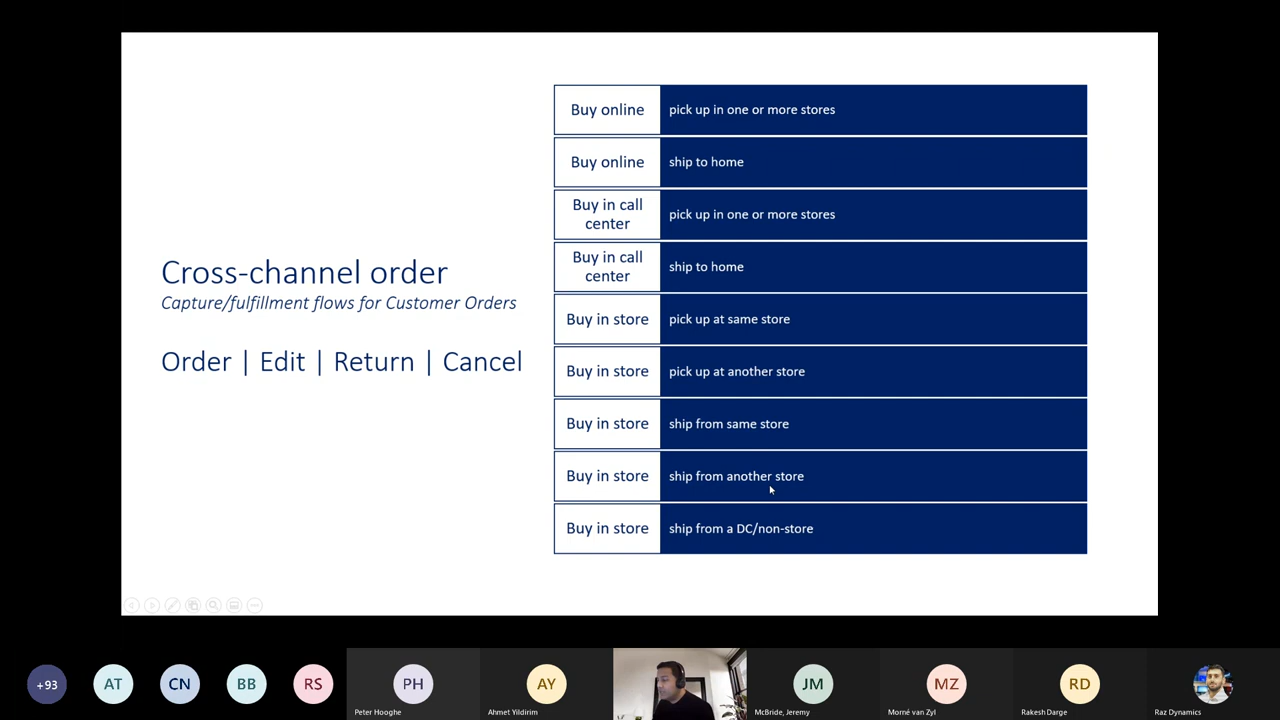 Cross-channel order
Capture/fulfillment flows for Customer Orders
Order | Edit | Return | Cancel
Buy online
pick up in one or more stores
Buy online
ship to home
Buy in call
center
pick up in one or more stores
Buy in call
center
ship to home
Buy in store
pick up at same store
Buy in store
pick up at another store
Buy in store
ship from same store
Buy in store
ship from another store
Buy in store
ship from a DC/non-store
+93
AT
CN
BB
RS
PH
Peter Hooghe
AY
Ahmet Yildirim
JM
McBride, Jeremy
MZ
Morné van Zyl
RD
Rakesh Darge
Raz Dynamics